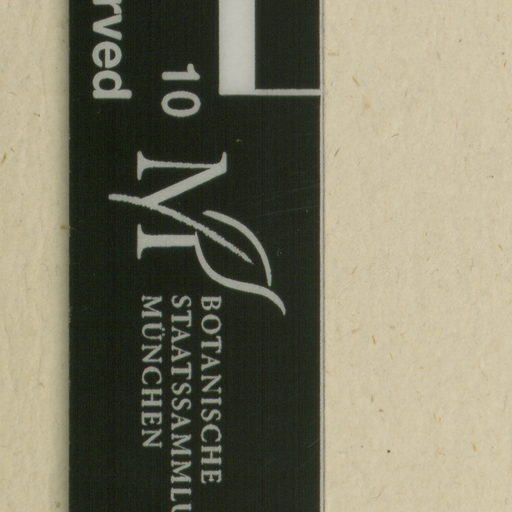 rved
10
BOTANISCHE
STAATSSAMMLU
MÜNCHEN